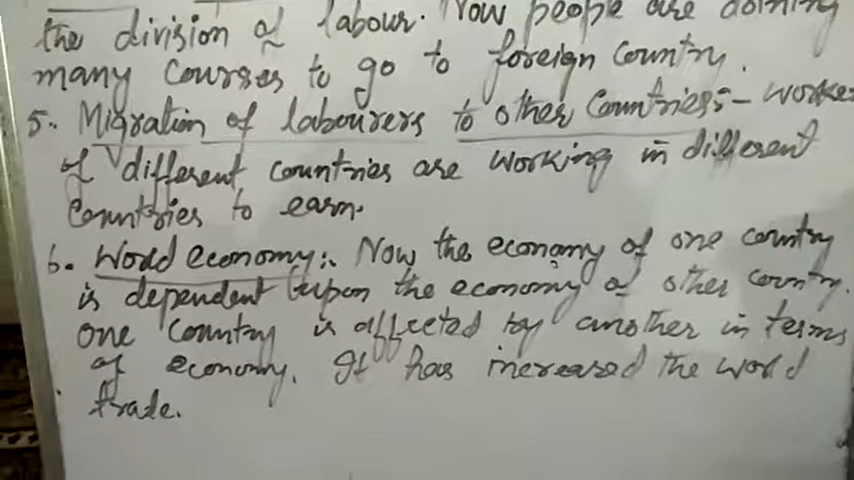 the division of labour. Now people are doining
many courses to go to foreign country.
5. Migration of labourers to other countries:- worke
of different countries are working in different
countries to earn.
6. World economy:. Now the economy of one country
is dependent upon the economy of other country.
one country is affected by another in terms
of economy. It has increased the world
trade.